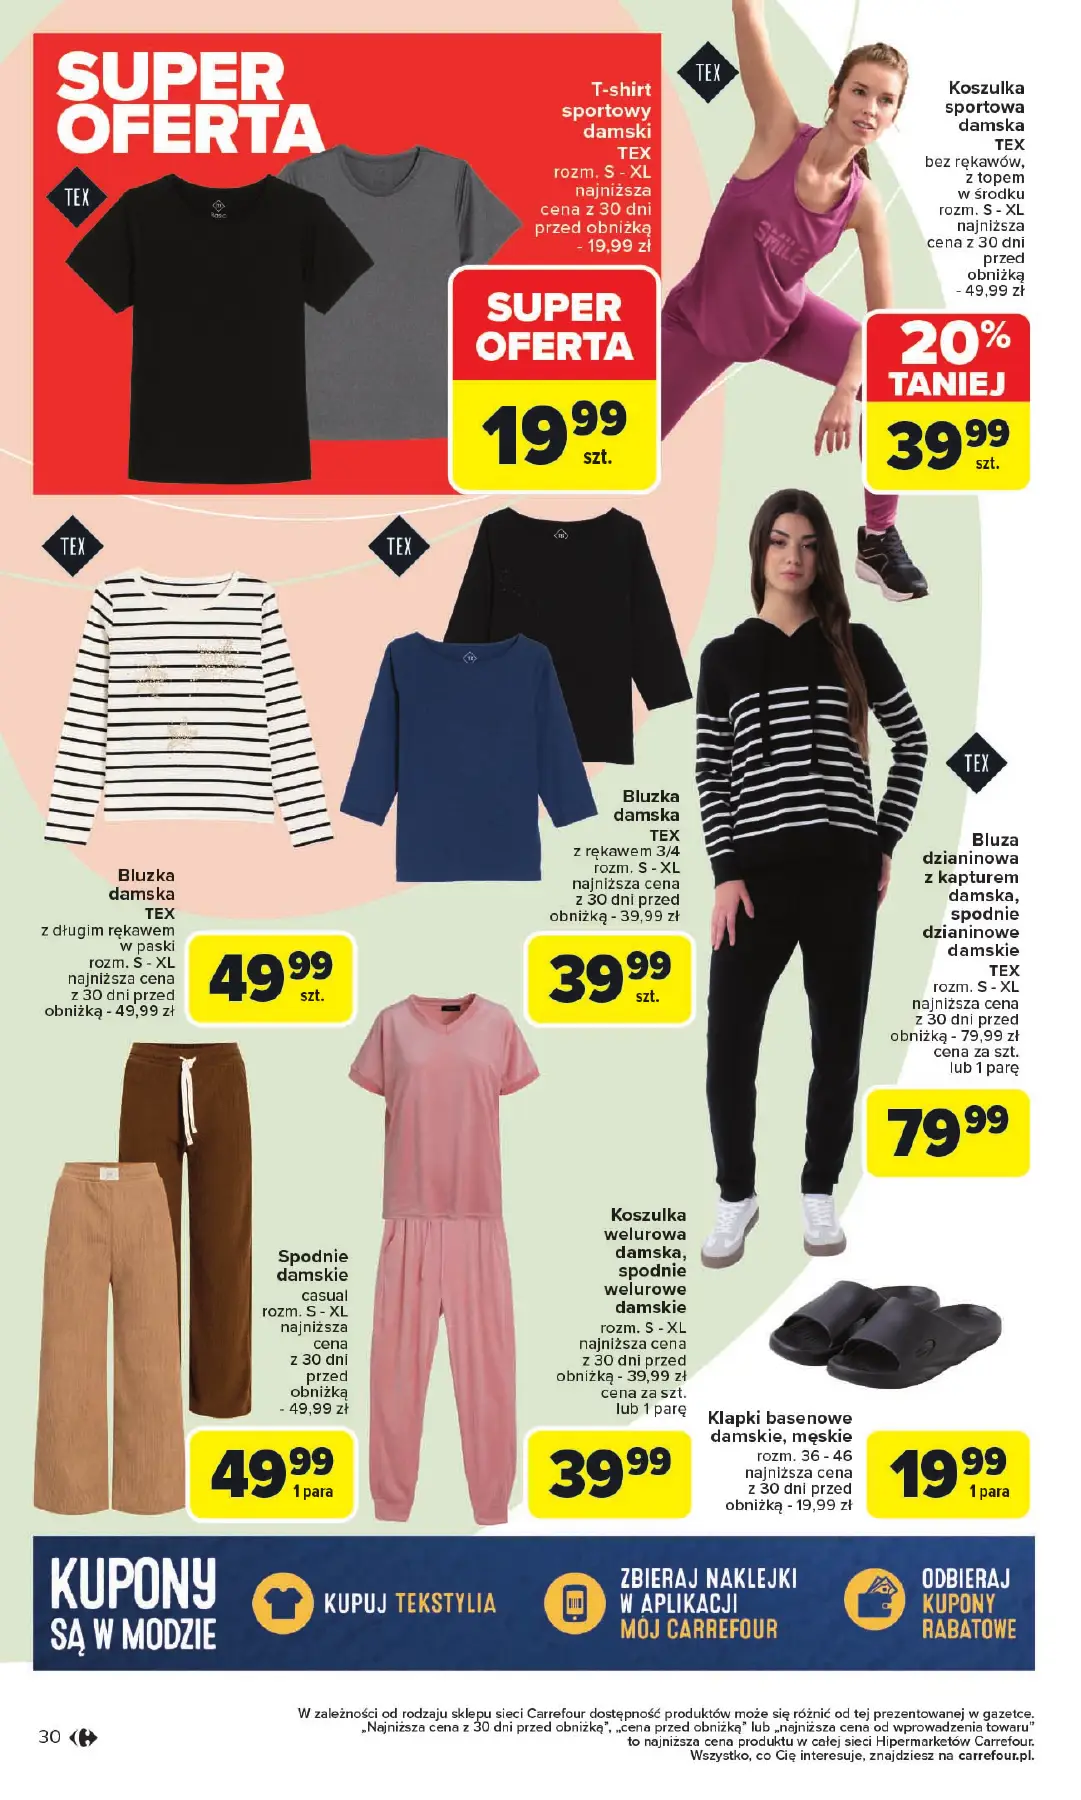 SUPER
OFERTA
TEX
T-shirt
sportowy
damski
TEX
rozm. S - XL
najniższa
cena z 30 dni
przed obniżką
- 19,99 zł
SUPER
OFERTA
19 99
szt.
TEX
Koszulka
sportowa
damska
TEX
bez rękawów,
z topem
w środku
rozm. S - XL
najniższa
cena z 30 dni
przed
obniżką
- 49,99 zł
SMILE
20%
TANIEJ
39 99
szt.
TEX
Bluzka
damska
TEX
z długim rękawem
w paski
rozm. S - XL
najniższa cena
z 30 dni przed
obniżką - 49,99 zł
49 99
szt.
TEX
Bluzka
damska
TEX
z rękawem 3/4
rozm. S - XL
najniższa cena
z 30 dni przed
obniżką - 39,99 zł
39 99
szt.
TEX
Bluza
dzianinowa
z kapturem
damska,
spodnie
dzianinowe
damskie
TEX
rozm. S - XL
najniższa cena
z 30 dni przed
obniżką - 79,99 zł
cena za szt.
lub 1 parę
79 99
Spodnie
damskie
casual
rozm. S - XL
najniższa
cena
z 30 dni
przed
obniżką
- 49,99 zł
49 99
1 para
Koszulka
welurowa
damska,
spodnie
welurowe
damskie
rozm. S - XL
najniższa cena
z 30 dni przed
obniżką - 39,99 zł
cena za szt.
lub 1 parę
39 99
Klapki basenowe
damskie, męskie
rozm. 36 - 46
najniższa cena
z 30 dni przed
obniżką - 19,99 zł
19 99
1 para
KUPONY
SĄ W MODZIE
KUPUJ TEKSTYLIA
ZBIERAJ NAKLEJKI
W APLIKACJI
MÓJ CARREFOUR
ODBIERAJ
KUPONY
RABATOWE
30
W zależności od rodzaju sklepu sieci Carrefour dostępność produktów może się różnić od tej prezentowanej w gazetce.
„Najniższa cena z 30 dni przed obniżką”, „cena przed obniżką” lub „najniższa cena od wprowadzenia towaru”
to najniższa cena produktu w całej sieci Hipermarketów Carrefour.
Wszystko, co Cię interesuje, znajdziesz na carrefour.pl.